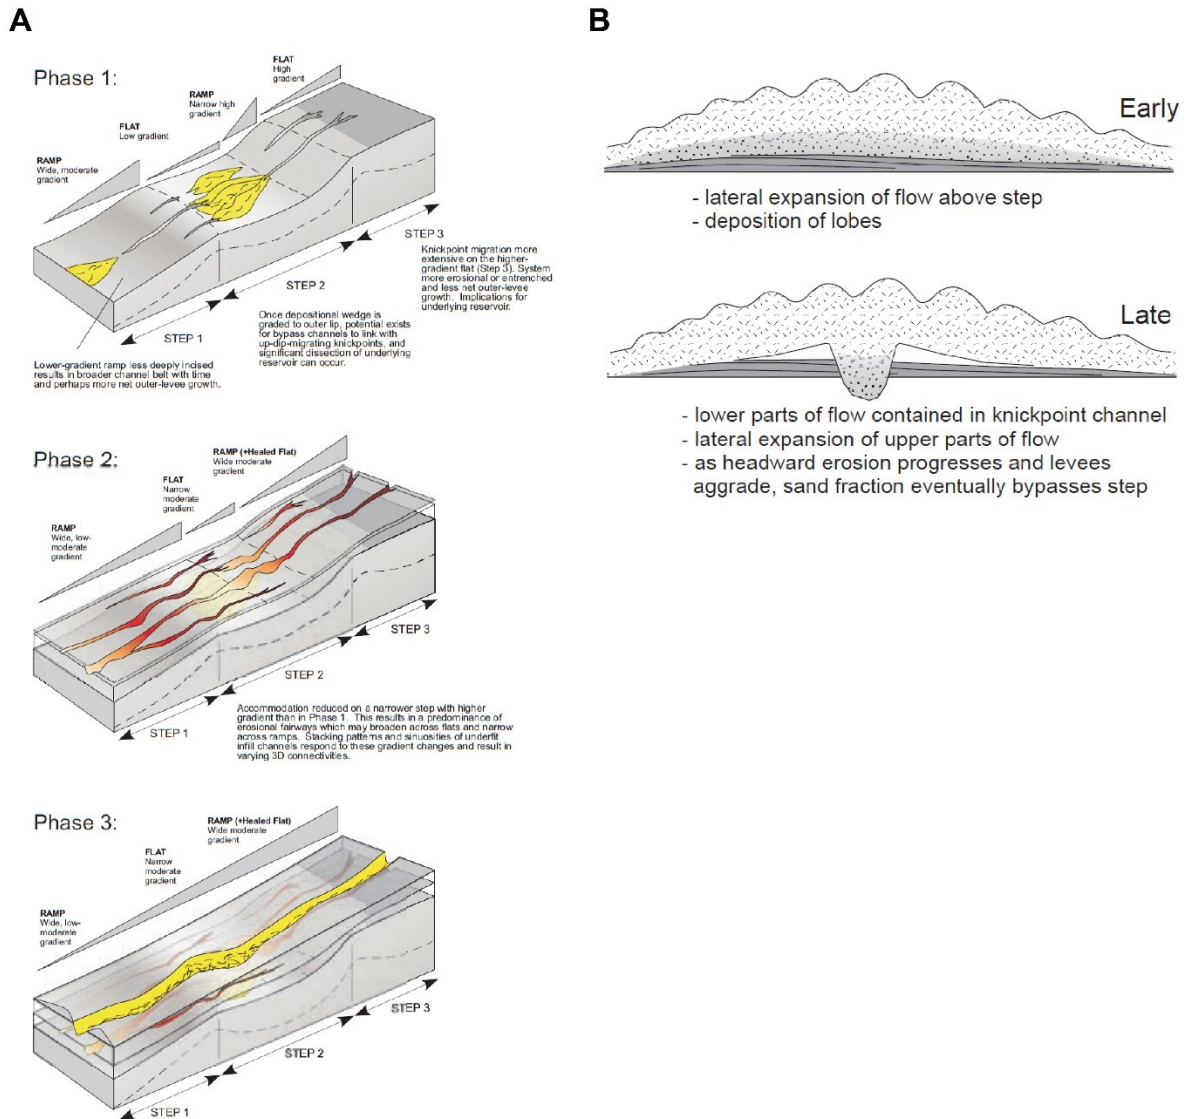 A
Phase 1:
FLAT
High
gradient
RAMP
Narrow high
gradient
FLAT
Low gradient
RAMP
Wide, moderate
gradient
STEP 3
Knickpoint migration more
extensive on the higher-
gradient flat (Step 3). System
more erosional or entrenched
and less net outer-levee
growth. Implications for
underlying reservoir.
STEP 2
Once depositional wedge is
graded to outer lip, potential exists
for bypass channels to link with
up-dip-migrating knickpoints, and
significant dissection of underlying
reservoir can occur.
STEP 1
Lower-gradient ramp less deeply incised
results in broader channel belt with time
and perhaps more net outer-levee growth.
Phase 2:
RAMP (+Healed Flat)
Wide moderate
gradient
FLAT
Narrow
moderate
gradient
RAMP
Wide, low-
moderate
gradient
STEP 3
STEP 2
STEP 1
Accommodation reduced on a narrower step with higher
gradient than in Phase 1. This results in a predominance of
erosional fairways which may broaden across flats and narrow
across ramps. Stacking patterns and sinuosities of underfit
infill channels respond to these gradient changes and result in
varying 3D connectivities.
Phase 3:
RAMP (+Healed Flat)
Wide moderate
gradient
FLAT
Narrow
moderate
gradient
RAMP
Wide, low-
moderate
gradient
STEP 3
STEP 2
STEP 1
B
Early
- lateral expansion of flow above step
- deposition of lobes
Late
- lower parts of flow contained in knickpoint channel
- lateral expansion of upper parts of flow
- as headward erosion progresses and levees
aggrade, sand fraction eventually bypasses step